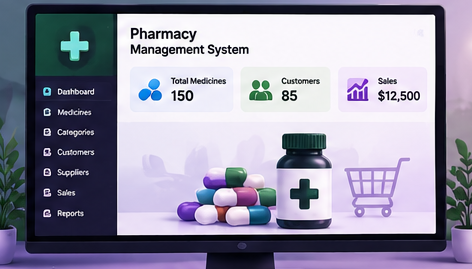 Pharmacy
Management System
Total Medicines
150
Customers
85
Sales
$12,500
Dashboard
Medicines
Categories
Customers
Suppliers
Sales
Reports